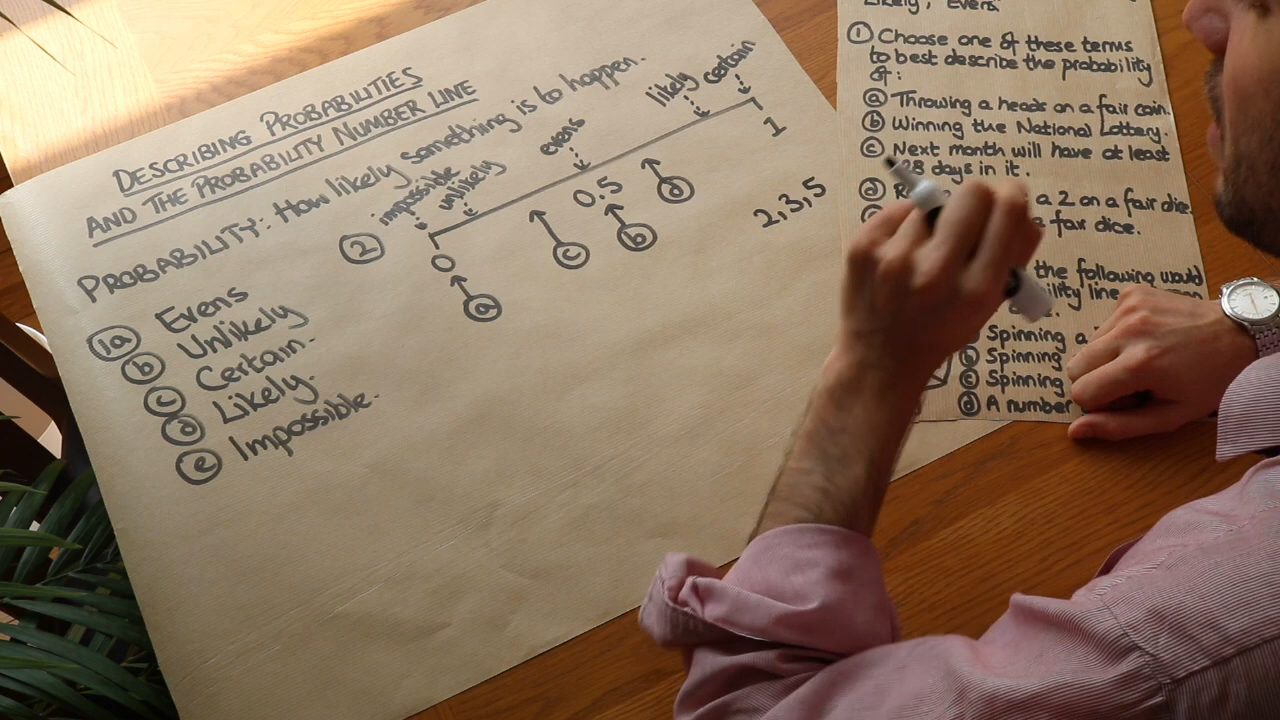 DESCRIBING PROBABILITIES
AND THE PROBABILITY NUMBER LINE
PROBABILITY: How likely something is to happen.
1a Evens
b Unlikely
c Certain.
d Likely.
e Impossible.
2
impossible
unlikely
evens
likely
certain
0
0.5
1
a
c
b
d
2,3,5
Likely, Evens.
1 Choose one of these terms
to best describe the probability
of:
a Throwing a heads on a fair coin.
b Winning the National Lottery.
c Next month will have at least
28 days in it.
d a 2 on a fair dice.
a fair dice.
the following would
line
Spinning a
b Spinning
c Spinning
d A number